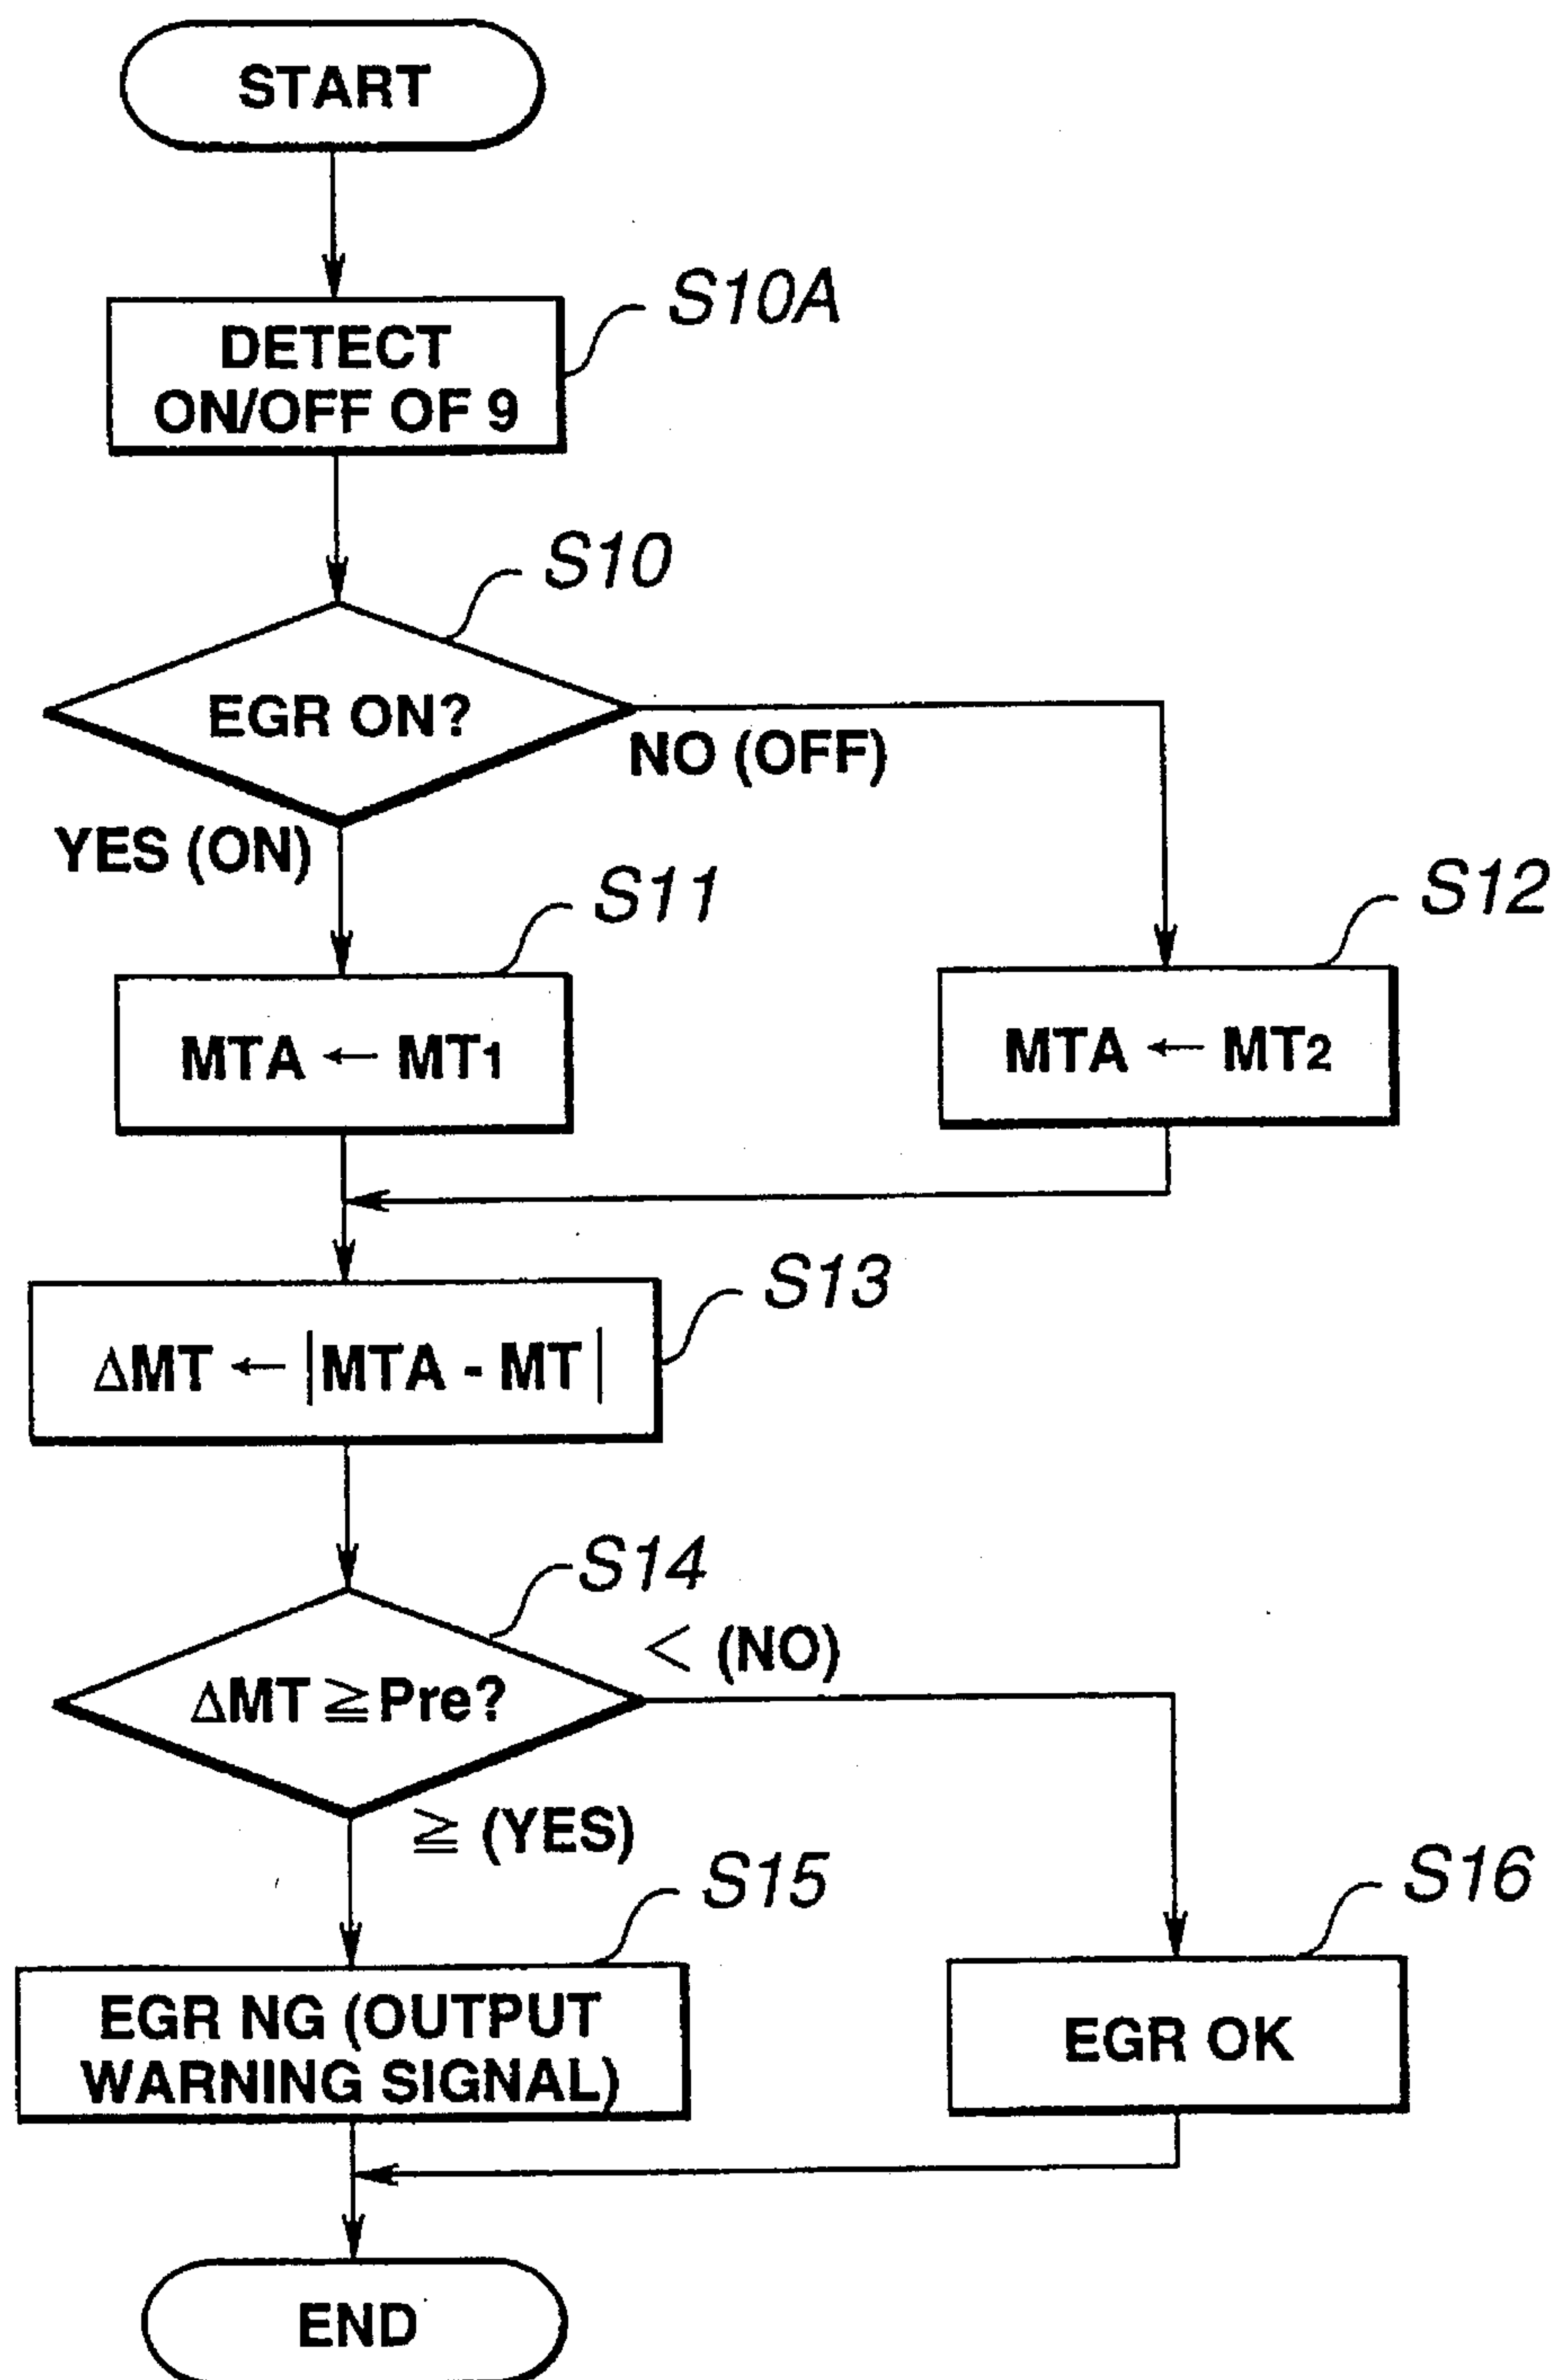 START
S10A
DETECT
ON/OFF OF 9
S10
EGR ON?
NO (OFF)
YES (ON)
S11
S12
MTA ← MT1
MTA ← MT2
S13
ΔMT ← |MTA - MT|
S14
< (NO)
ΔMT ≧ Pre?
≧ (YES)
S15
S16
EGR NG (OUTPUT
WARNING SIGNAL)
EGR OK
END